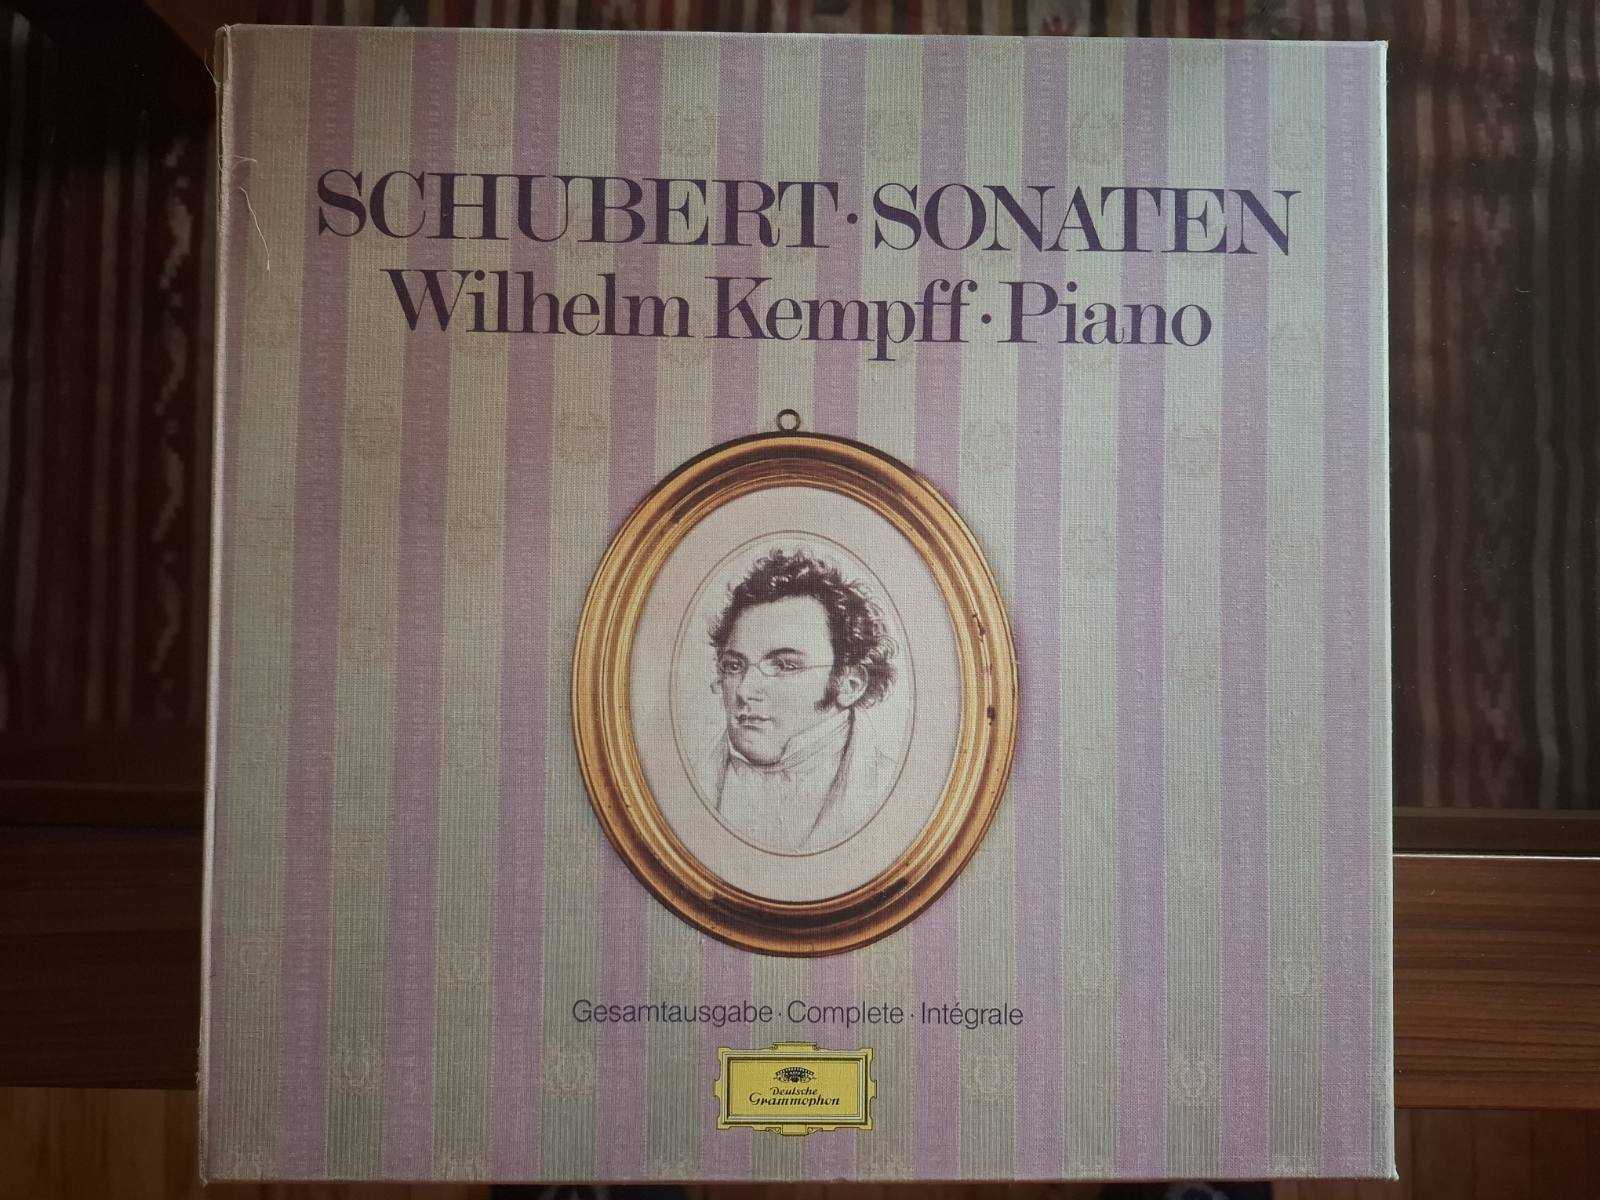 SCHUBERT · SONATEN
Wilhelm Kempff · Piano
Gesamtausgabe · Complete · Intégrale
Deutsche
Grammophon